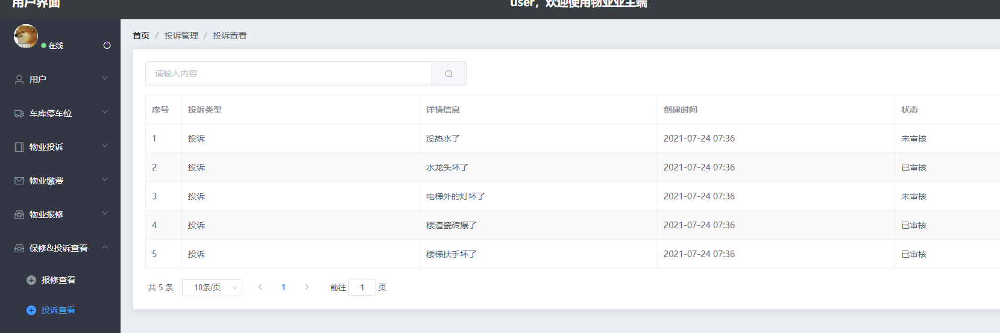 用户界面
user，欢迎使用物业业主端
在线
用户
车库停车位
物业投诉
物业缴费
物业报修
保修&投诉查看
报修查看
投诉查看
首页 / 投诉管理 / 投诉查看
请输入内容
序号 投诉类型 详情信息 创建时间 状态
1 投诉 没热水了 2021-07-24 07:36 未审核
2 投诉 水龙头坏了 2021-07-24 07:36 已审核
3 投诉 电梯外的灯坏了 2021-07-24 07:36 未审核
4 投诉 楼道瓷砖爆了 2021-07-24 07:36 已审核
5 投诉 楼梯扶手坏了 2021-07-24 07:36 已审核
共 5 条 10条/页 1 前往 1 页